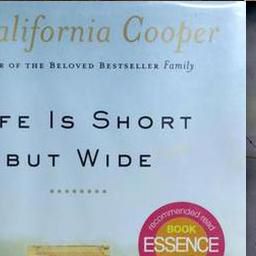 alifornia Cooper
R OF THE BELOVED BESTSELLER Family
FE IS SHORT
BUT WIDE
recommended read
BOOK
ESSENCE